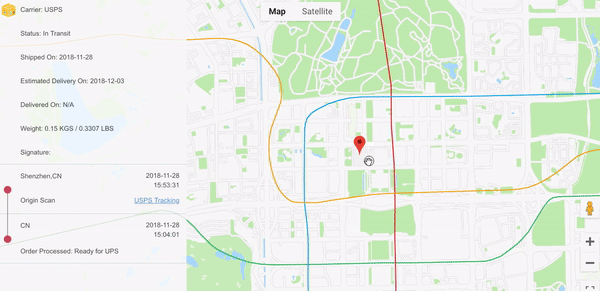 Carrier: USPS
Map Satellite
Status: In Transit
Shipped On: 2018-11-28
Estimated Delivery On: 2018-12-03
Delivered On: N/A
Weight: 0.15 KGS / 0.3307 LBS
Signature:
Shenzhen,CN 2018-11-28
15:53:31
Origin Scan USPS Tracking
CN 2018-11-28
15:04:01
Order Processed: Ready for UPS